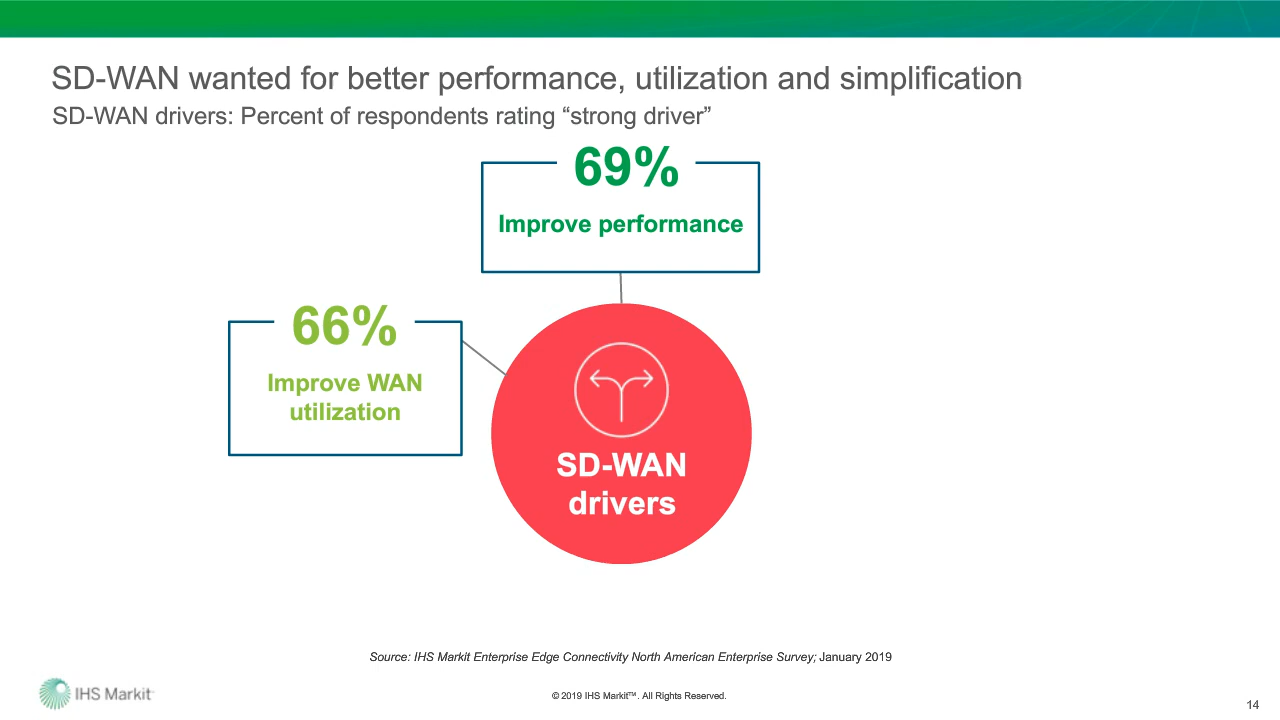 SD-WAN wanted for better performance, utilization and simplification
SD-WAN drivers: Percent of respondents rating “strong driver”
69%
Improve performance
66%
Improve WAN
utilization
SD-WAN
drivers
Source: IHS Markit Enterprise Edge Connectivity North American Enterprise Survey; January 2019
IHS Markit™
© 2019 IHS Markit™. All Rights Reserved.
14